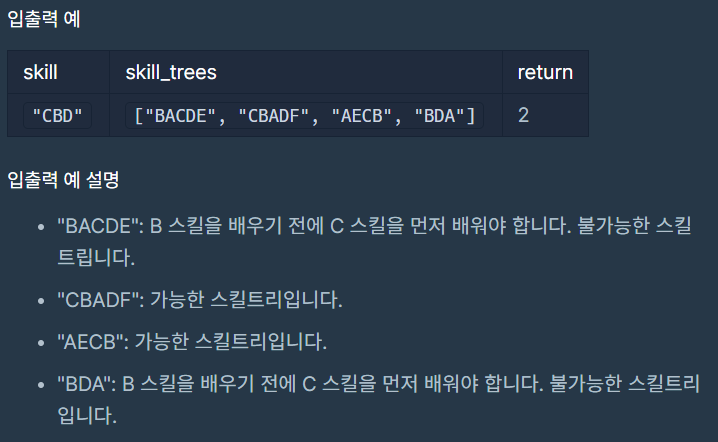 입출력 예
skill skill_trees return
"CBD" ["BACDE", "CBADF", "AECB", "BDA"] 2
입출력 예 설명
• "BACDE": B 스킬을 배우기 전에 C 스킬을 먼저 배워야 합니다. 불가능한 스킬
트립니다.
• "CBADF": 가능한 스킬트리입니다.
• "AECB": 가능한 스킬트리입니다.
• "BDA": B 스킬을 배우기 전에 C 스킬을 먼저 배워야 합니다. 불가능한 스킬트리
입니다.